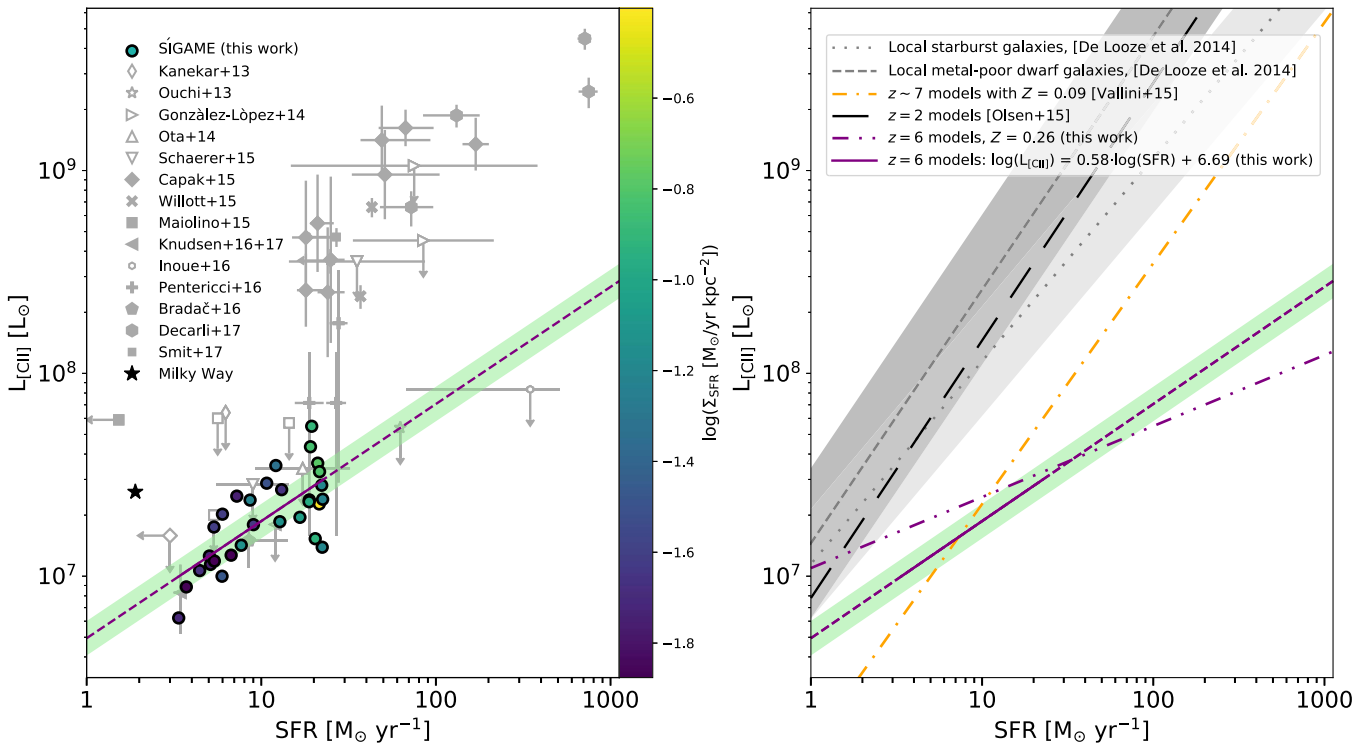 SÍGAME (this work)
Kanekar+13
Ouchi+13
Gonzàlez-Lòpez+14
Ota+14
Schaerer+15
Capak+15
Willott+15
Maiolino+15
Knudsen+16+17
Inoue+16
Pentericci+16
Bradač+16
Decarli+17
Smit+17
Milky Way
10⁹
10⁸
10⁷
L[CII] [L⊙]
1
10
100
1000
SFR [M⊙ yr⁻¹]
−0.6
−0.8
−1.0
−1.2
−1.4
−1.6
−1.8
log(ΣSFR [M⊙/yr kpc⁻²])
Local starburst galaxies, [De Looze et al. 2014]
Local metal-poor dwarf galaxies, [De Looze et al. 2014]
z ~ 7 models with Z = 0.09 [Vallini+15]
z = 2 models [Olsen+15]
z = 6 models, Z = 0.26 (this work)
z = 6 models: log(L[CII]) = 0.58·log(SFR) + 6.69 (this work)
10⁹
10⁸
10⁷
L[CII] [L⊙]
1
10
100
1000
SFR [M⊙ yr⁻¹]